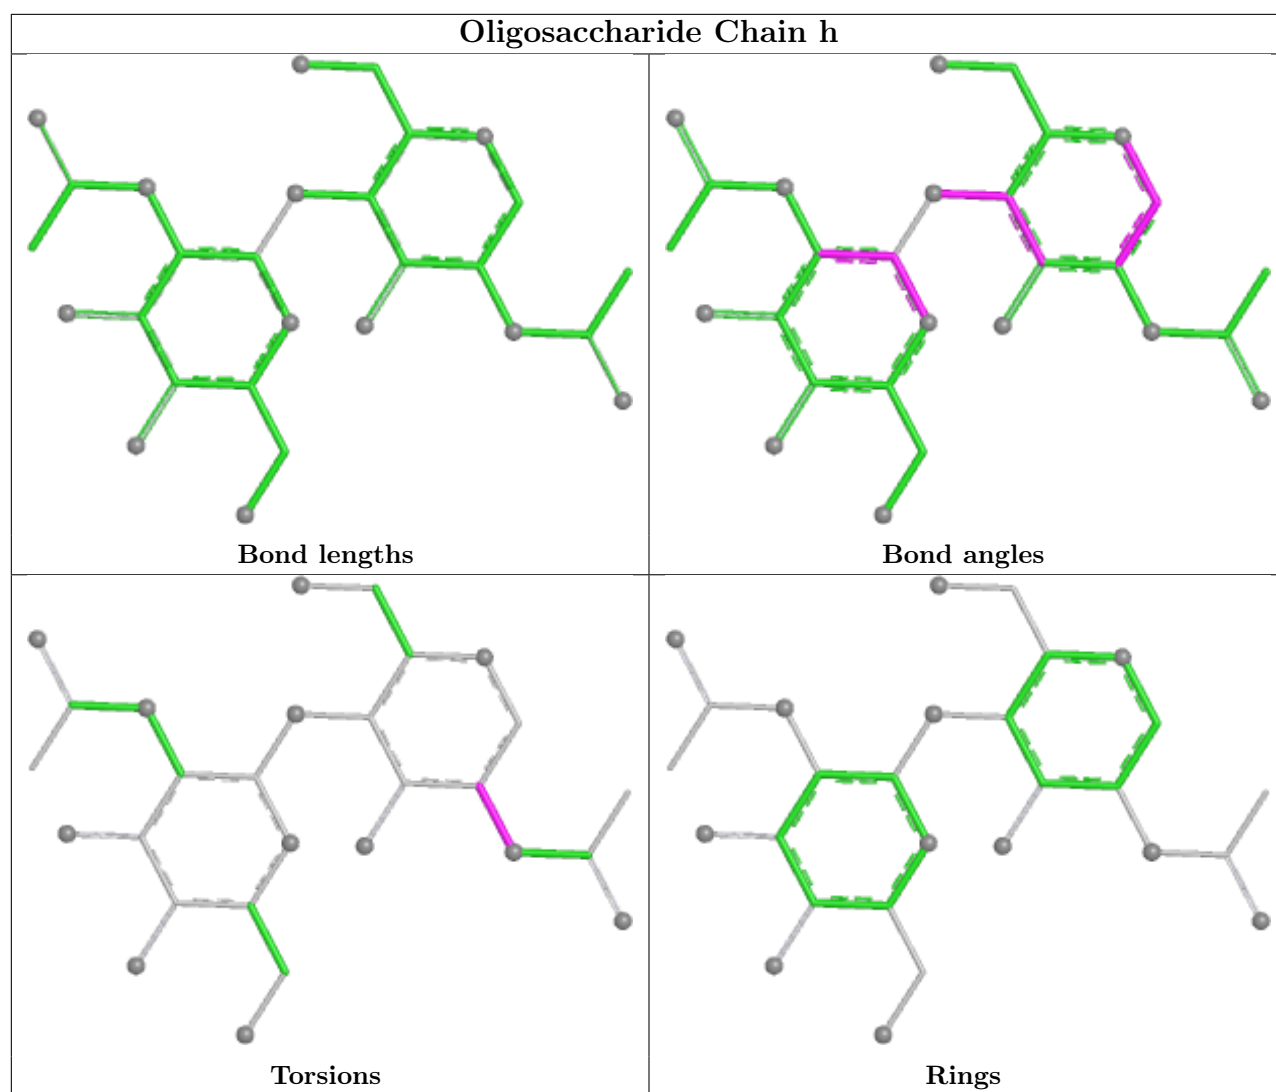 Oligosaccharide Chain h
Bond lengths
Bond angles
Torsions
Rings